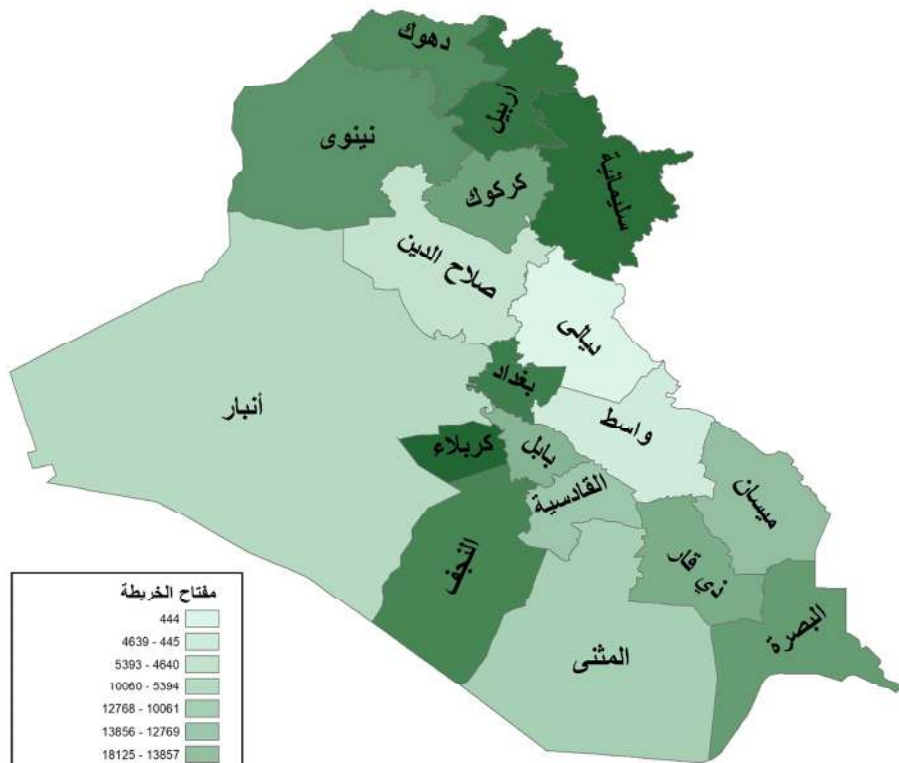 دهوك
أربيل
نينوى
سليمانية
كركوك
صلاح الدين
ديالى
بغداد
أنبار
واسط
كربلاء
بابل
القادسية
ميسان
النجف
ذي قار
البصرة
المثنى
مفتاح الخريطة
444
4639 - 445
5393 - 4640
10060 - 5394
12768 - 10061
13856 - 12769
18125 - 13857